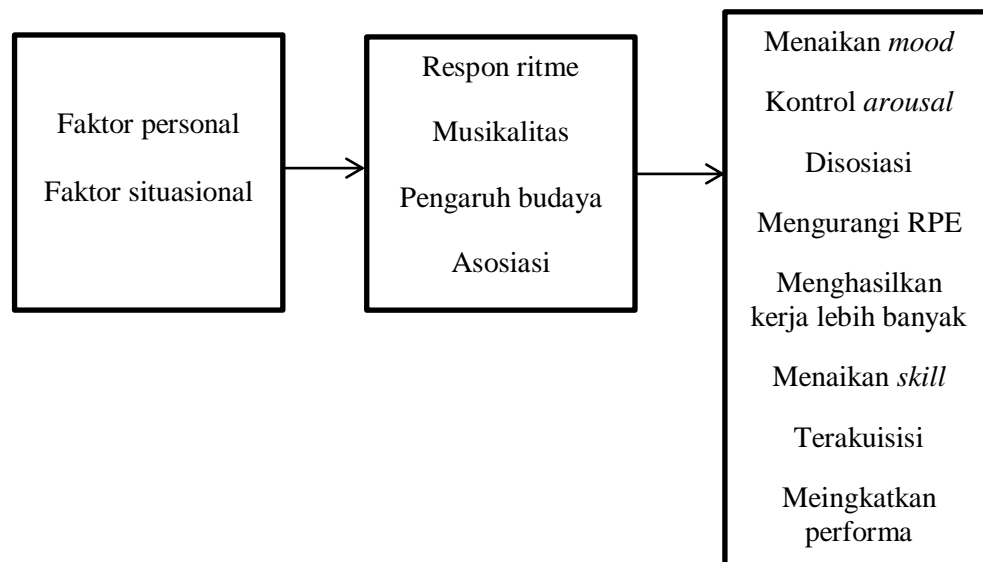 Faktor personal
Faktor situasional
Respon ritme
Musikalitas
Pengaruh budaya
Asosiasi
Menaikan mood
Kontrol arousal
Disosiasi
Mengurangi RPE
Menghasilkan
kerja lebih banyak
Menaikan skill
Terakuisisi
Meingkatkan
performa